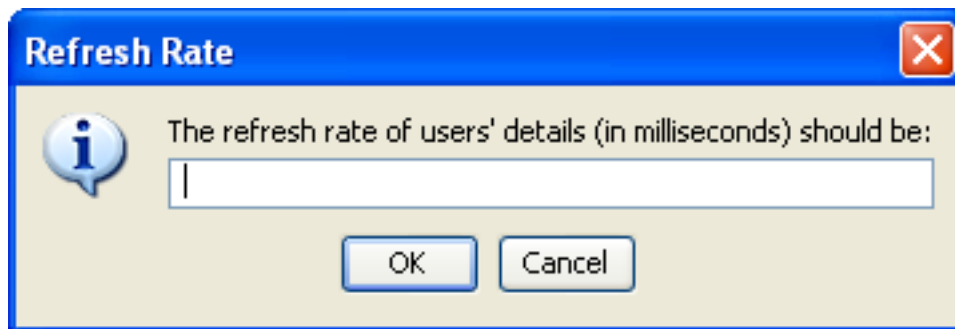 Refresh Rate
The refresh rate of users' details (in milliseconds) should be:
OK
Cancel